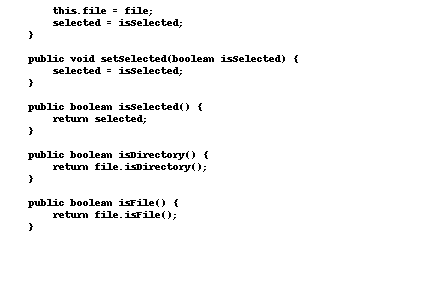 this.file = file;
selected = isSelected;
}
public void setSelected(boolean isSelected) {
selected = isSelected;
}
public boolean isSelected() {
return selected;
}
public boolean isDirectory() {
return file.isDirectory();
}
public boolean isFile() {
return file.isFile();
}